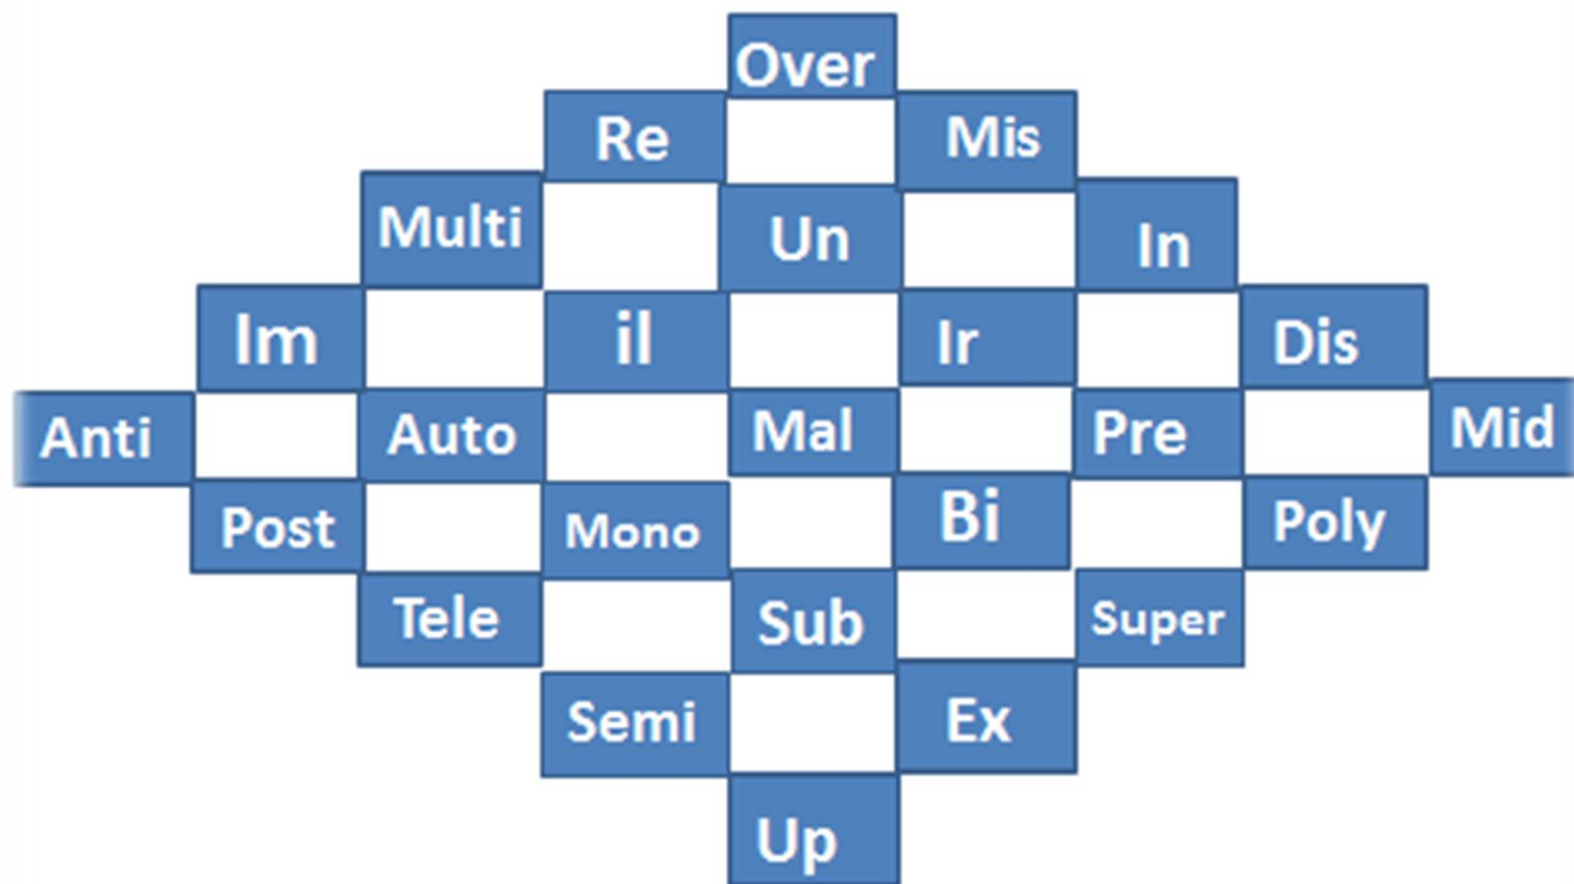 Over
Re Mis
Multi Un In
Im il Ir Dis
Anti Auto Mal Pre Mid
Post Mono Bi Poly
Tele Sub Super
Semi Ex
Up